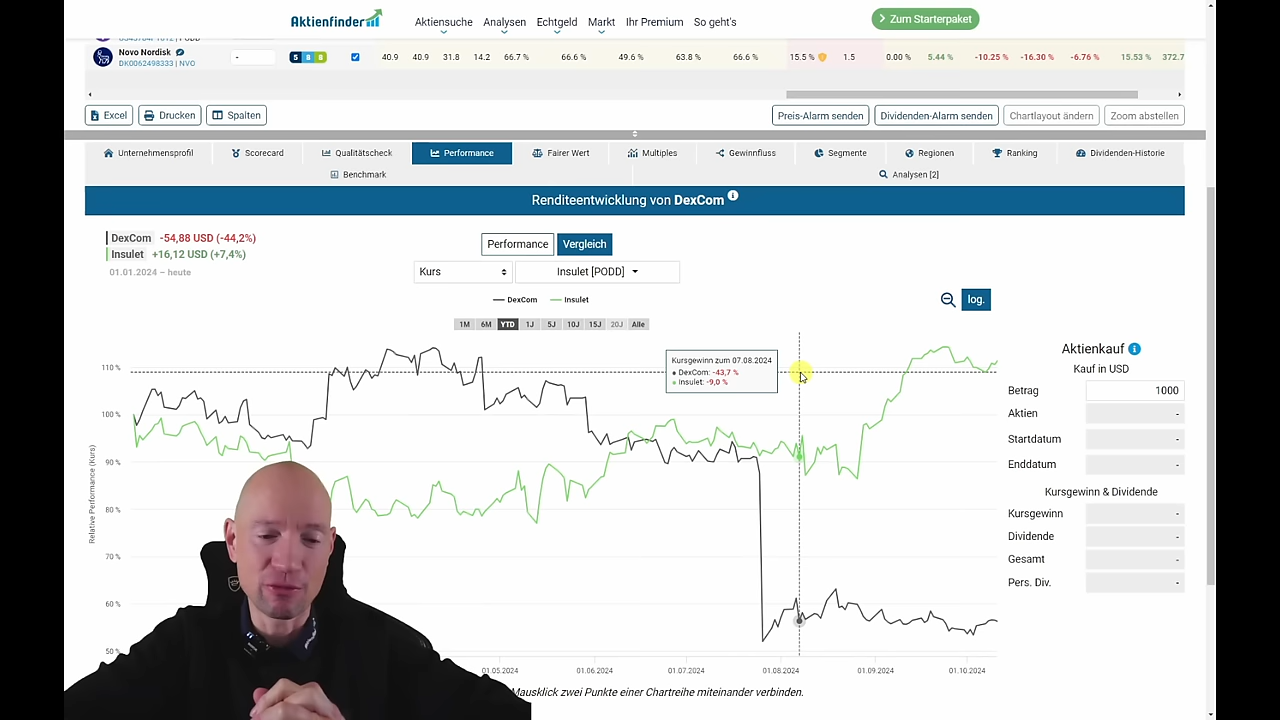 Aktienfinder
Aktiensuche Analysen Echtgeld Markt Ihr Premium So geht's
Zum Starterpaket
Novo Nordisk
DK0062498333 | NVO
- 5 8 8 40.9 40.9 31.8 14.2 66.7 % 66.6 % 49.6 % 63.8 % 66.6 % 15.5 % 1.5 0.00 % 5.44 % -10.25 % -16.30 % -6.76 % 15.53 % 372.7
Excel Drucken Spalten Preis-Alarm senden Dividenden-Alarm senden Chartlayout ändern Zoom abstellen
Unternehmensprofil Scorecard Qualitätscheck Performance Fairer Wert Multiples Gewinnfluss Segmente Regionen Ranking Dividenden-Historie
Benchmark Analysen [2]
Renditeentwicklung von DexCom
DexCom -54,88 USD (-44,2%)
Insulet +16,12 USD (+7,4%)
01.01.2024 – heute
Performance Vergleich
Kurs Insulet [PODD]
DexCom Insulet
log.
1M 6M YTD 1J 5J 10J 15J 20J Alle
Kursgewinn zum 07.08.2024
DexCom: -43,7 %
Insulet: -9,0 %
110 %
100 %
90 %
80 %
70 %
60 %
50 %
Relative Performance (Kurs)
01.05.2024 01.06.2024 01.07.2024 01.08.2024 01.09.2024 01.10.2024
Mausklick zwei Punkte einer Chartreihe miteinander verbinden.
Aktienkauf
Kauf in USD
Betrag 1000
Aktien -
Startdatum -
Enddatum -
Kursgewinn & Dividende
Kursgewinn -
Dividende -
Gesamt -
Pers. Div. -